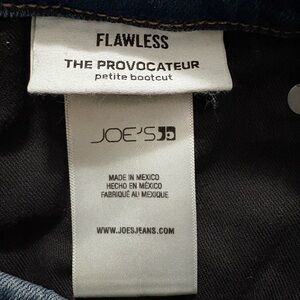 FLAWLESS
THE PROVOCATEUR
petite bootcut
JOE'S
MADE IN MEXICO
HECHO EN MÉXICO
FABRIQUÉ AU MEXIQUE
WWW.JOESJEANS.COM